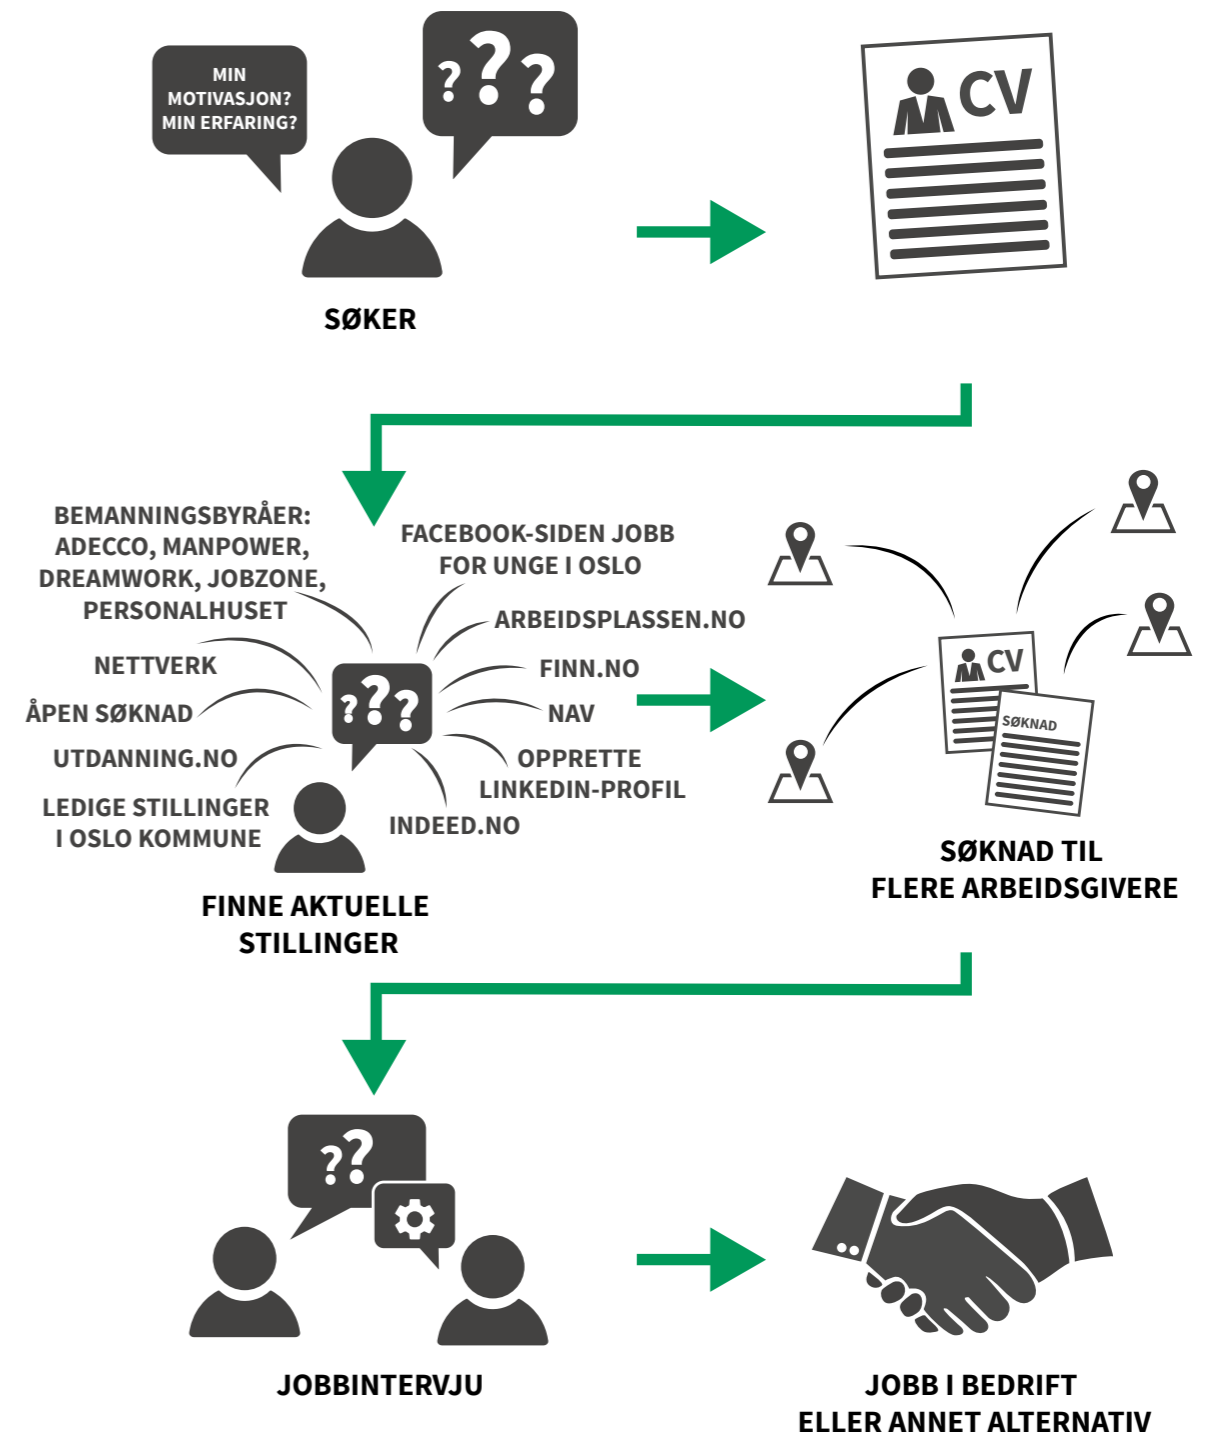 MIN
MOTIVASJON?
MIN ERFARING?
? ? ?
CV
SØKER
BEMANNINGSBYRÅER:
ADECCO, MANPOWER,
DREAMWORK, JOBZONE,
PERSONALHUSET
FACEBOOK-SIDEN JOBB
FOR UNGE I OSLO
ARBEIDSPLASSEN.NO
NETTVERK
FINN.NO
ÅPEN SØKNAD
? ? ?
NAV
UTDANNING.NO
OPPRETTE
LINKEDIN-PROFIL
LEDIGE STILLINGER
I OSLO KOMMUNE
INDEED.NO
FINNE AKTUELLE
STILLINGER
CV
SØKNAD
SØKNAD TIL
FLERE ARBEIDSGIVERE
??
JOBBINTERVJU
JOBB I BEDRIFT
ELLER ANNET ALTERNATIV